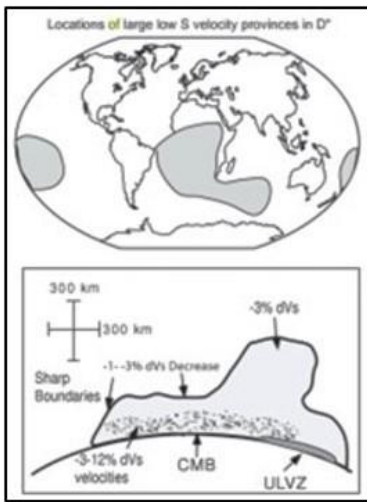 Locations of large low S velocity provinces in D"
300 km
300 km
-3% dVs
Sharp
Boundaries
-1--3% dVs Decrease
-3-12% dVs
velocities
CMB
ULVZ